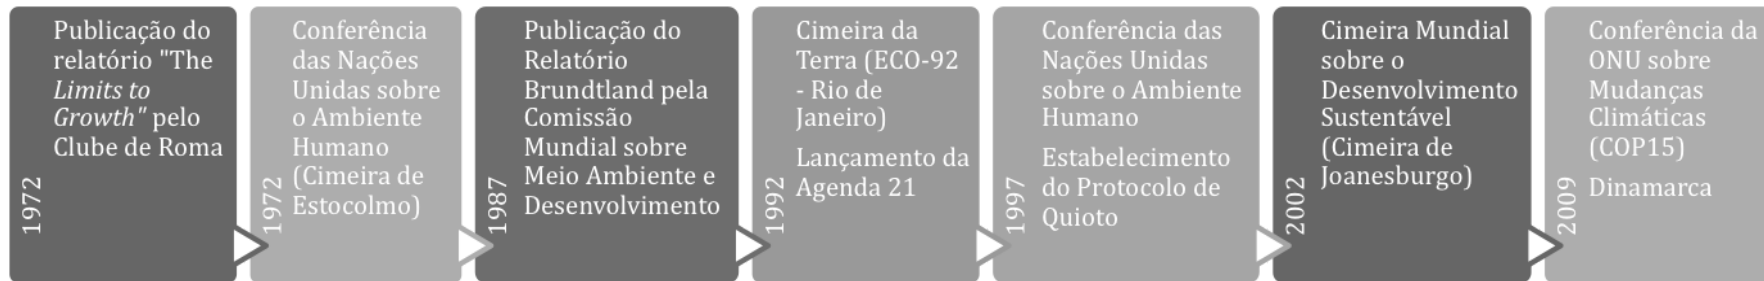 Publicação do
relatório "The
Limits to
Growth" pelo
Clube de Roma
1972
Conferência
das Nações
Unidas sobre
o Ambiente
Humano
(Cimeira de
Estocolmo)
1972
Publicação do
Relatório
Brundtland pela
Comissão
Mundial sobre
Meio Ambiente e
Desenvolvimento
1987
Cimeira da
Terra (ECO-92
- Rio de
Janeiro)
Lançamento da
Agenda 21
1992
Conferência das
Nações Unidas
sobre o Ambiente
Humano
Estabelecimento
do Protocolo de
Quioto
1997
Cimeira Mundial
sobre o
Desenvolvimento
Sustentável
(Cimeira de
Joanesburgo)
2002
Conferência da
ONU sobre
Mudanças
Climáticas
(COP15)
Dinamarca
2009